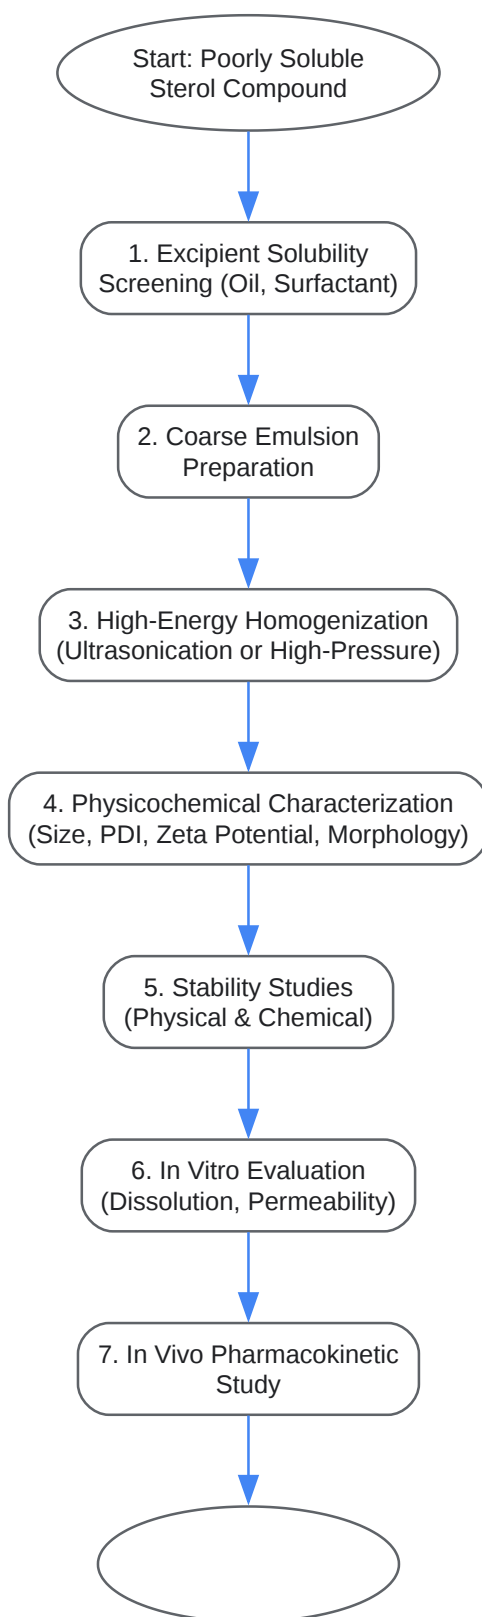 Start: Poorly Soluble
Sterol Compound
1. Excipient Solubility
Screening (Oil, Surfactant)
2. Coarse Emulsion
Preparation
3. High-Energy Homogenization
(Ultrasonication or High-Pressure)
4. Physicochemical Characterization
(Size, PDI, Zeta Potential, Morphology)
5. Stability Studies
(Physical & Chemical)
6. In Vitro Evaluation
(Dissolution, Permeability)
7. In Vivo Pharmacokinetic
Study